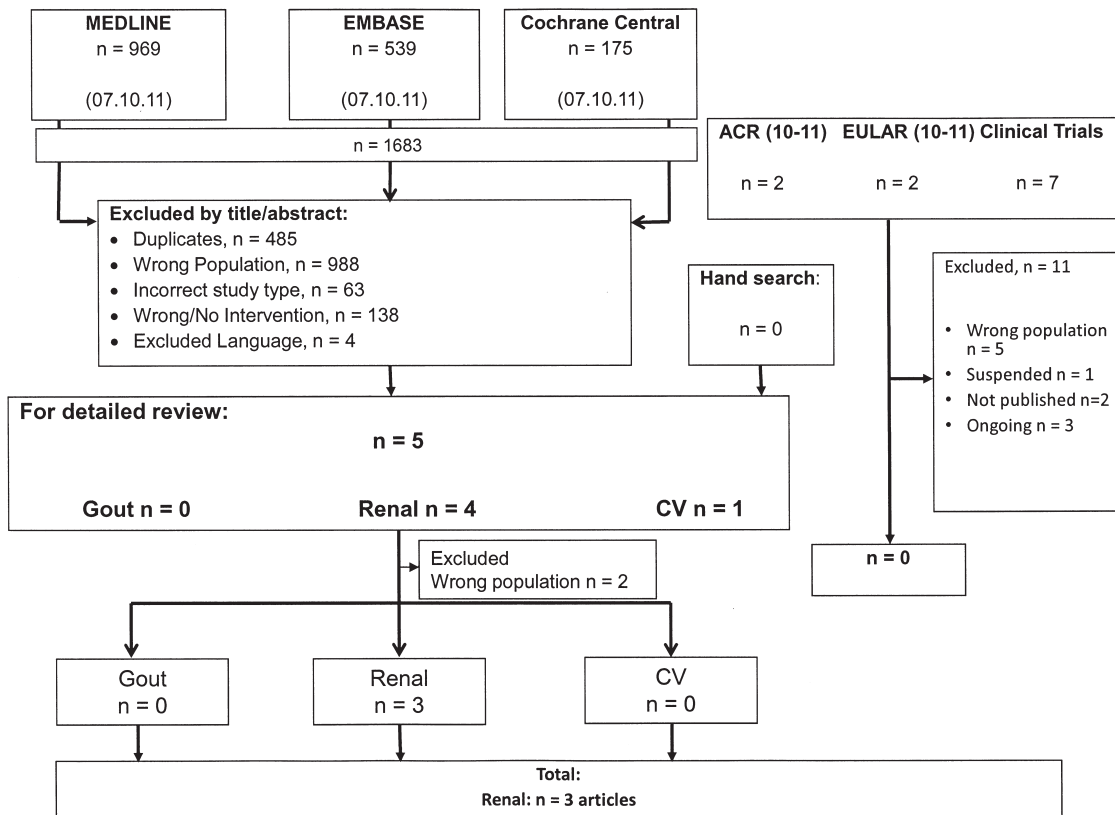 MEDLINE
n = 969
(07.10.11)
EMBASE
n = 539
(07.10.11)
Cochrane Central
n = 175
(07.10.11)
n = 1683
ACR (10-11) EULAR (10-11) Clinical Trials
n = 2 n = 2 n = 7
Excluded by title/abstract:
• Duplicates, n = 485
• Wrong Population, n = 988
• Incorrect study type, n = 63
• Wrong/No Intervention, n = 138
• Excluded Language, n = 4
Hand search:
n = 0
Excluded, n = 11
• Wrong population
n = 5
• Suspended n = 1
• Not published n=2
• Ongoing n = 3
For detailed review:
n = 5
Gout n = 0 Renal n = 4 CV n = 1
n = 0
Excluded
Wrong population n = 2
Gout
n = 0
Renal
n = 3
CV
n = 0
Total:
Renal: n = 3 articles